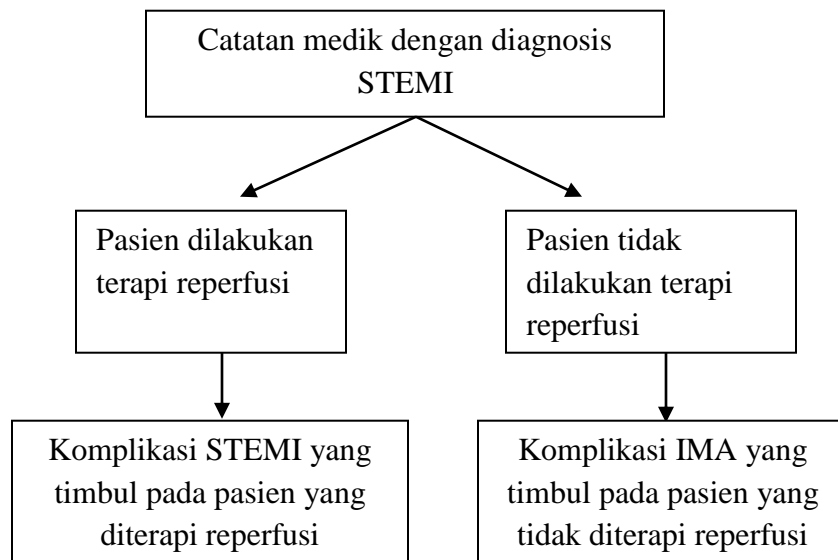 Catatan medik dengan diagnosis
STEMI
Pasien dilakukan
terapi reperfusi
Pasien tidak
dilakukan terapi
reperfusi
Komplikasi STEMI yang
timbul pada pasien yang
diterapi reperfusi
Komplikasi IMA yang
timbul pada pasien yang
tidak diterapi reperfusi